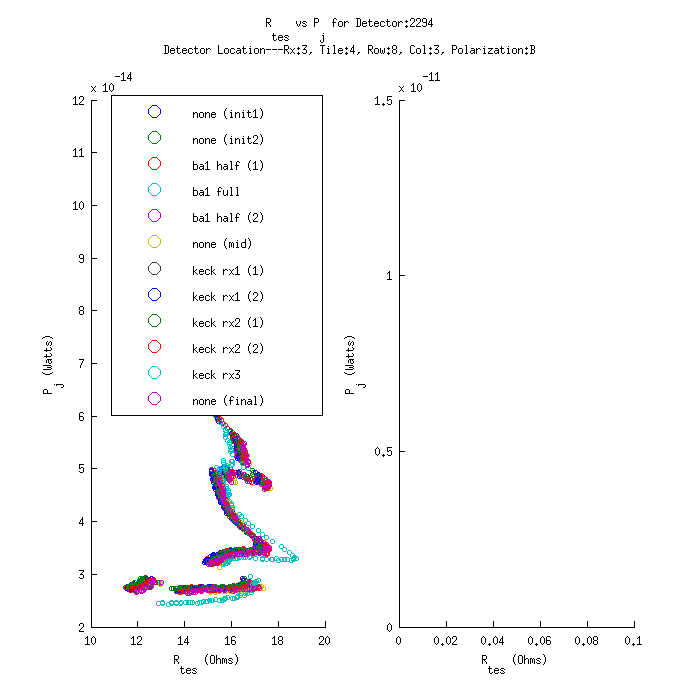 R    vs P  for Detector:2294
tes    j
Detector Location---Rx:3, Tile:4, Row:8, Col:3, Polarization:B
x 10-14
x 10-11
12
10
9
8
7
6
5
4
3
2
10
12
14
16
18
20
P j (Watts)
R tes (Ohms)
none (init1)
none (init2)
ba1 half (1)
ba1 full
ba1 half (2)
none (mid)
keck rx1 (1)
keck rx1 (2)
keck rx2 (1)
keck rx2 (2)
keck rx3
none (final)
1.5
1
0.5
0
0
0.02
0.04
0.06
0.08
0.1
P j (Watts)
R tes (Ohms)